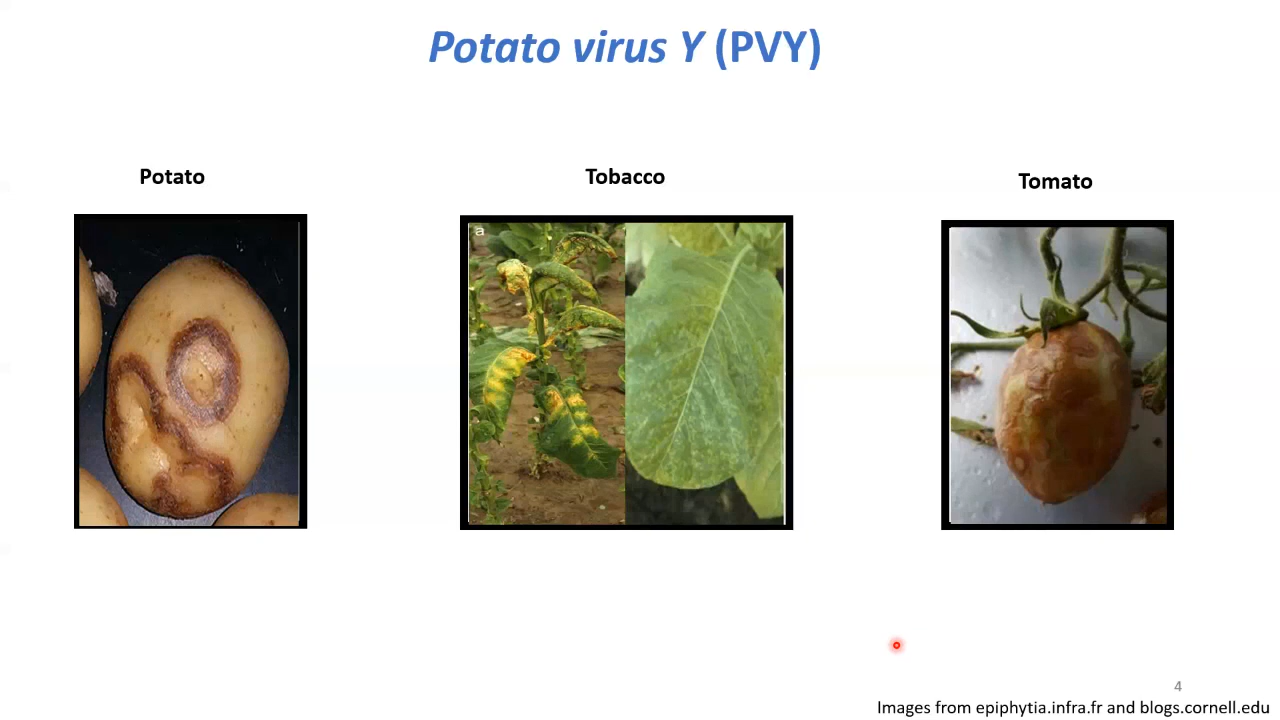 Potato virus Y (PVY)
Potato
Tobacco
Tomato
a
4
Images from epiphytia.infra.fr and blogs.cornell.edu